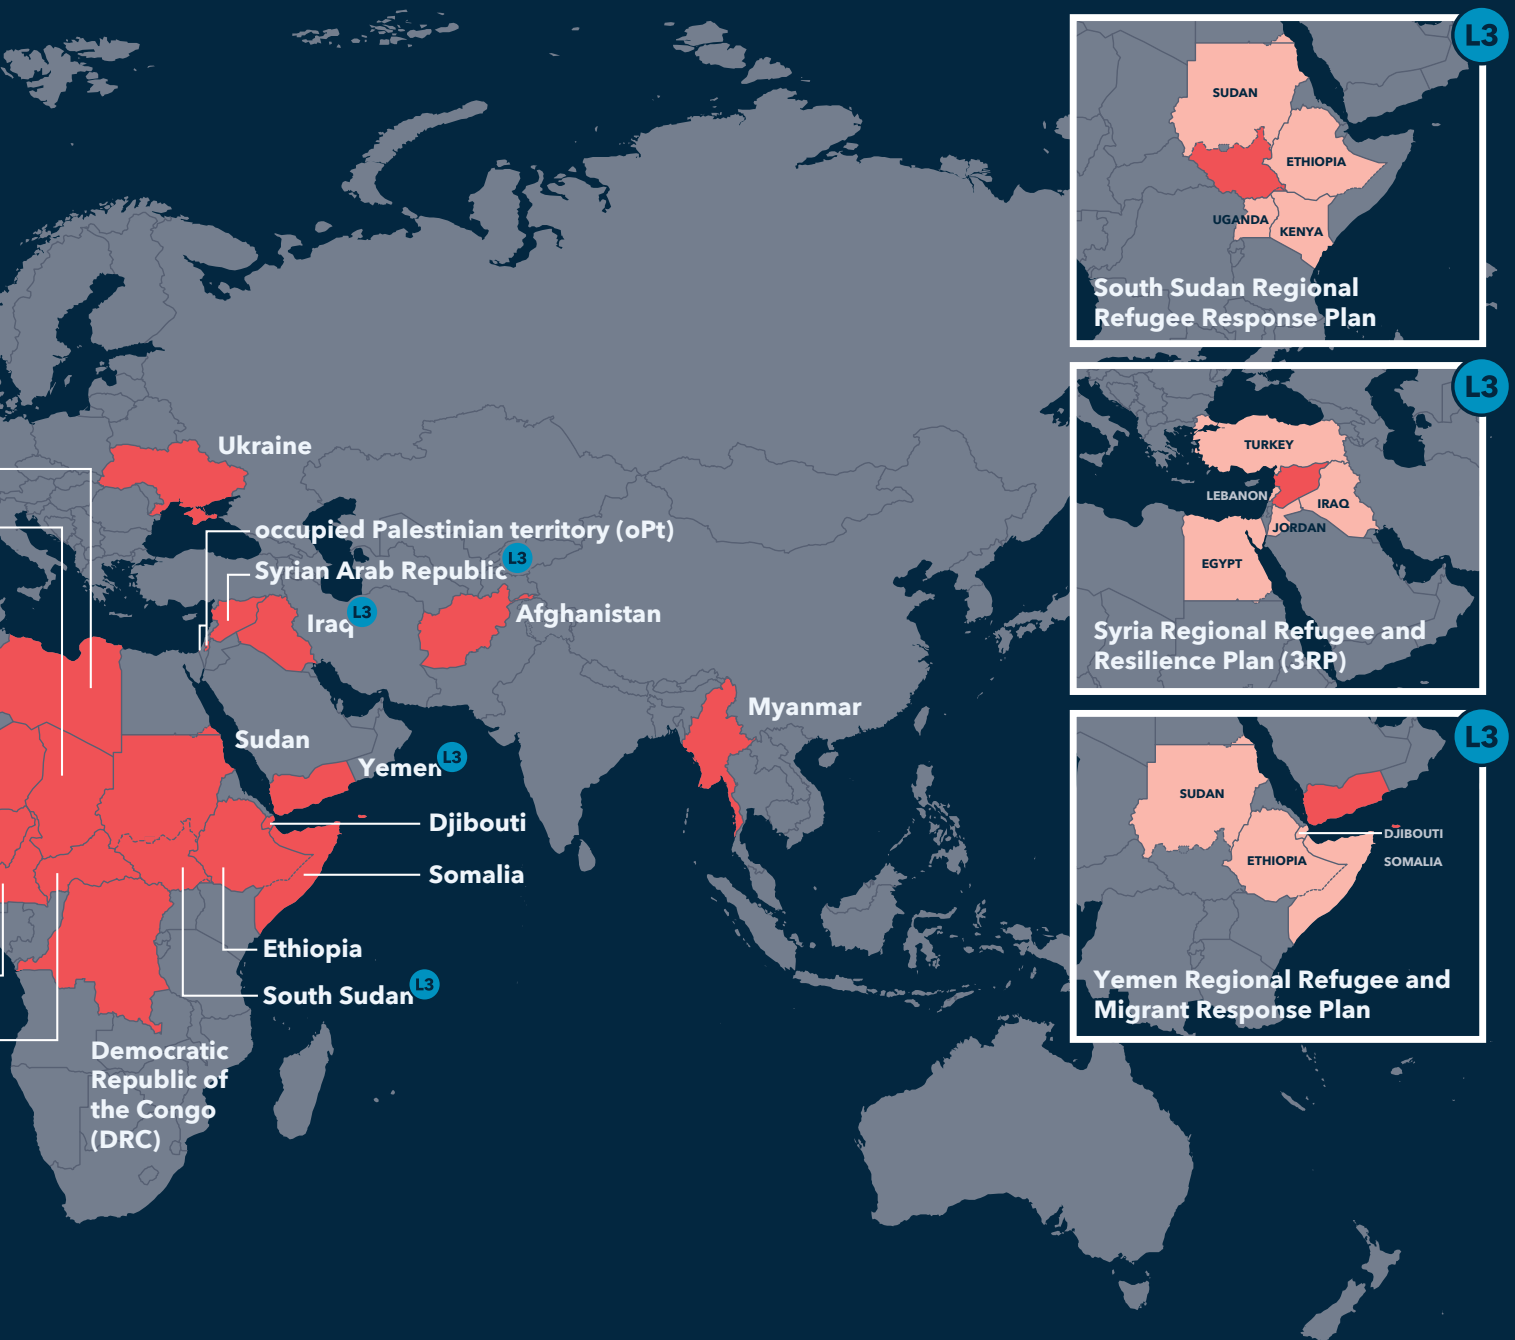 Ukraine
occupied Palestinian territory (oPt)
L3
Syrian Arab Republic
L3
Iraq
Afghanistan
Myanmar
Sudan
L3
Yemen
Djibouti
Somalia
Ethiopia
L3
South Sudan
Democratic
Republic of
the Congo
(DRC)
L3
SUDAN
ETHIOPIA
UGANDA
KENYA
South Sudan Regional
Refugee Response Plan
L3
TURKEY
LEBANON
IRAQ
JORDAN
EGYPT
Syria Regional Refugee and
Resilience Plan (3RP)
L3
SUDAN
DJIBOUTI
ETHIOPIA
SOMALIA
Yemen Regional Refugee and
Migrant Response Plan